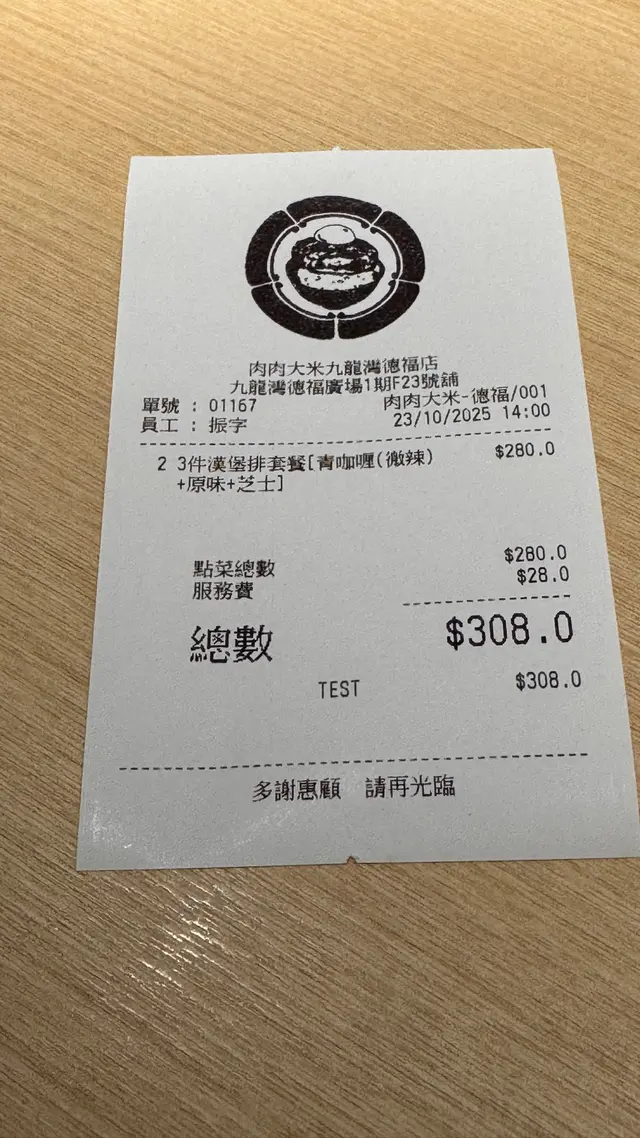 肉肉大米九龍灣德福店
九龍灣德福廣場1期F23號舖
單號 : 01167 肉肉大米-德福/001
員工 : 振宇 23/10/2025 14:00
2 3件漢堡排套餐[青咖喱(微辣) $280.0
+原味+芝士]
點菜總數 $280.0
服務費 $28.0
總數 $308.0
TEST $308.0
多謝惠顧 請再光臨